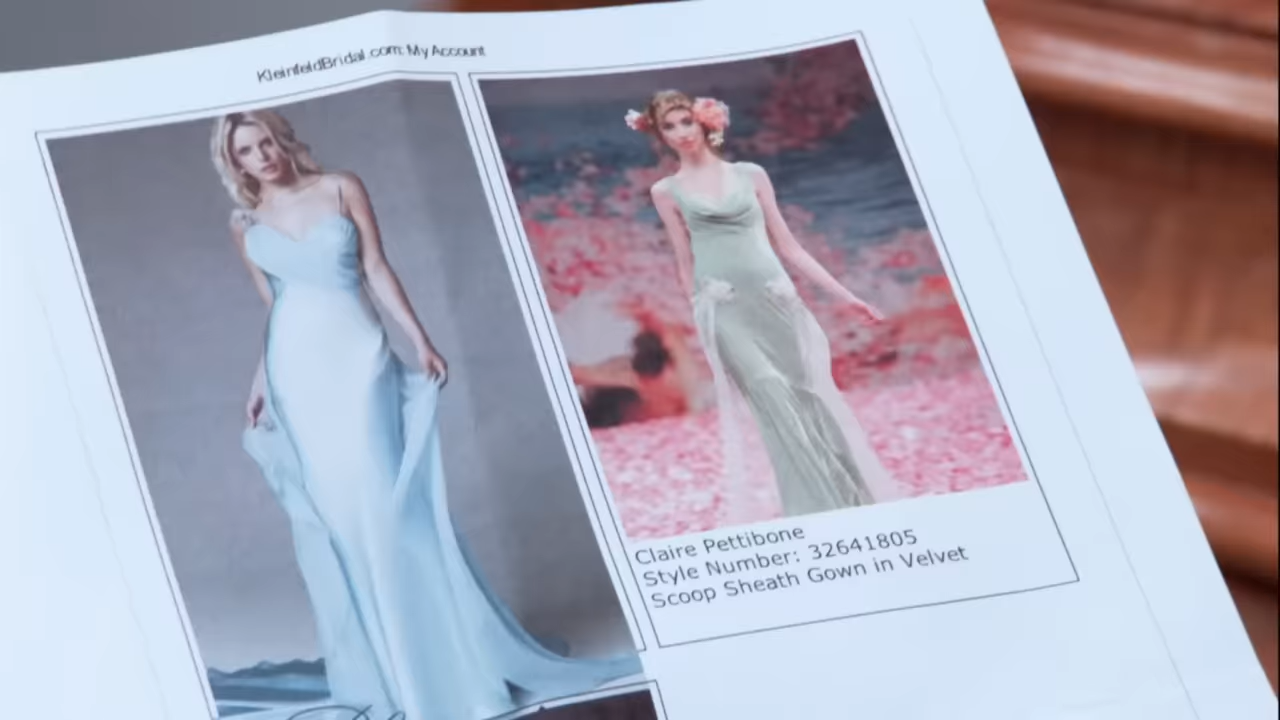 KleinfeldBridal.com: My Account
Claire Pettibone
Style Number: 32641805
Scoop Sheath Gown in Velvet